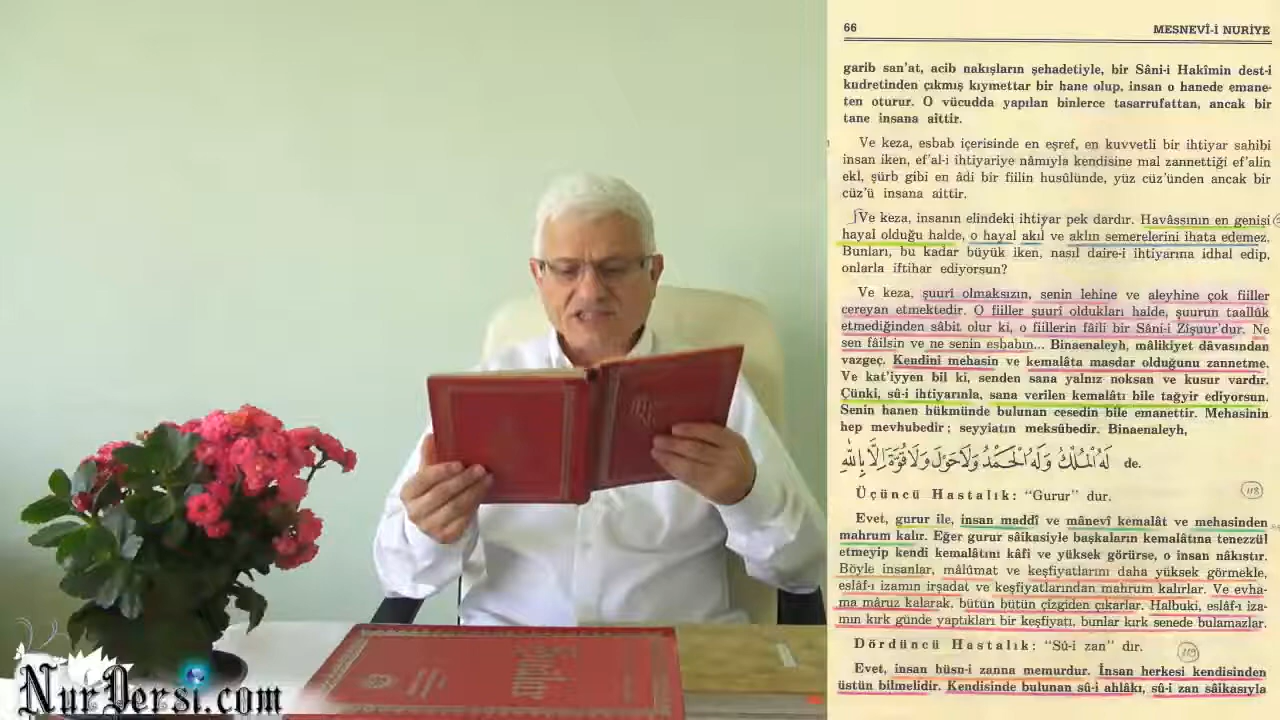 66 MESNEVÎ-İ NURİYE
garib san'at, acib nakışların şehadetiyle, bir Sâni-i Hakîmin dest-i
kudretinden çıkmış kıymettar bir hane olup, insan o hanede emane-
ten oturur. O vücudda yapılan binlerce tasarrufattan, ancak bir
tane insana aittir.
Ve keza, esbab içerisinde en eşref, en kuvvetli bir ihtiyar sahibi
insan iken, ef'al-i ihtiyariye nâmıyla kendisine mal zannettiği ef'alin
ekl, şürb gibi en âdi bir fiilin husûlünde, yüz cüz'ünden ancak bir
cüz'ü insana aittir.
Ve keza, insanın elindeki ihtiyar pek dardır. Havâssının en genişi
hayal olduğu halde, o hayal akıl ve aklın semerelerini ihata edemez.
Bunları, bu kadar büyük iken, nasıl daire-i ihtiyarına idhal edip,
onlarla iftihar ediyorsun?
Ve keza, şuurî olmaksızın, senin lehine ve aleyhine çok fiiller
cereyan etmektedir. O fiiller şuurî oldukları halde, şuurun taallûk
etmediğinden sâbit olur ki, o fiillerin fâili bir Sâni-i Zîşuur'dur. Ne
sen fâilsin ve ne senin esbabın... Binaenaleyh, mâlikiyet dâvasından
vazgeç. Kendini mehasin ve kemalâta masdar olduğunu zannetme.
Ve kat'iyyen bil ki, senden sana yalnız noksan ve kusur vardır.
Çünki, sû-i ihtiyarınla, sana verilen kemalâtı bile tağyir ediyorsun.
Senin hanen hükmünde bulunan cesedin bile emanettir. Mehasinin
hep mevhubedir; seyyiatın meksûbedir. Binaenaleyh,
لَهُ الْمُلْكُ وَلَهُ الْحَمْدُ وَلَا حَوْلَ وَلَا قُوَّةَ اِلَّا بِاللّٰهِ de.
Üçüncü Hastalık: "Gurur" dur. 118
Evet, gurur ile, insan maddî ve mânevî kemalât ve mehasinden
mahrum kalır. Eğer gurur sâikasiyle başkaların kemalâtına tenezzül
etmeyip kendi kemalâtını kâfi ve yüksek görürse, o insan nâkıstır.
Böyle insanlar, mâlûmat ve keşfiyatlarını daha yüksek görmekle,
eslâf-ı izamın irşadat ve keşfiyatlarından mahrum kalırlar. Ve evha-
ma mâruz kalarak, bütün bütün çizgiden çıkarlar. Halbuki, eslâf-ı iza-
mın kırk günde yaptıkları bir keşfiyatı, bunlar kırk senede bulamazlar.
Dördüncü Hastalık: "Sû-i zan" dır. 119
Evet, insan hüsn-i zanna memurdur. İnsan herkesi kendisinden
üstün bilmelidir. Kendisinde bulunan sû-i ahlâkı, sû-i zan sâikasıyla
NurDersi.com